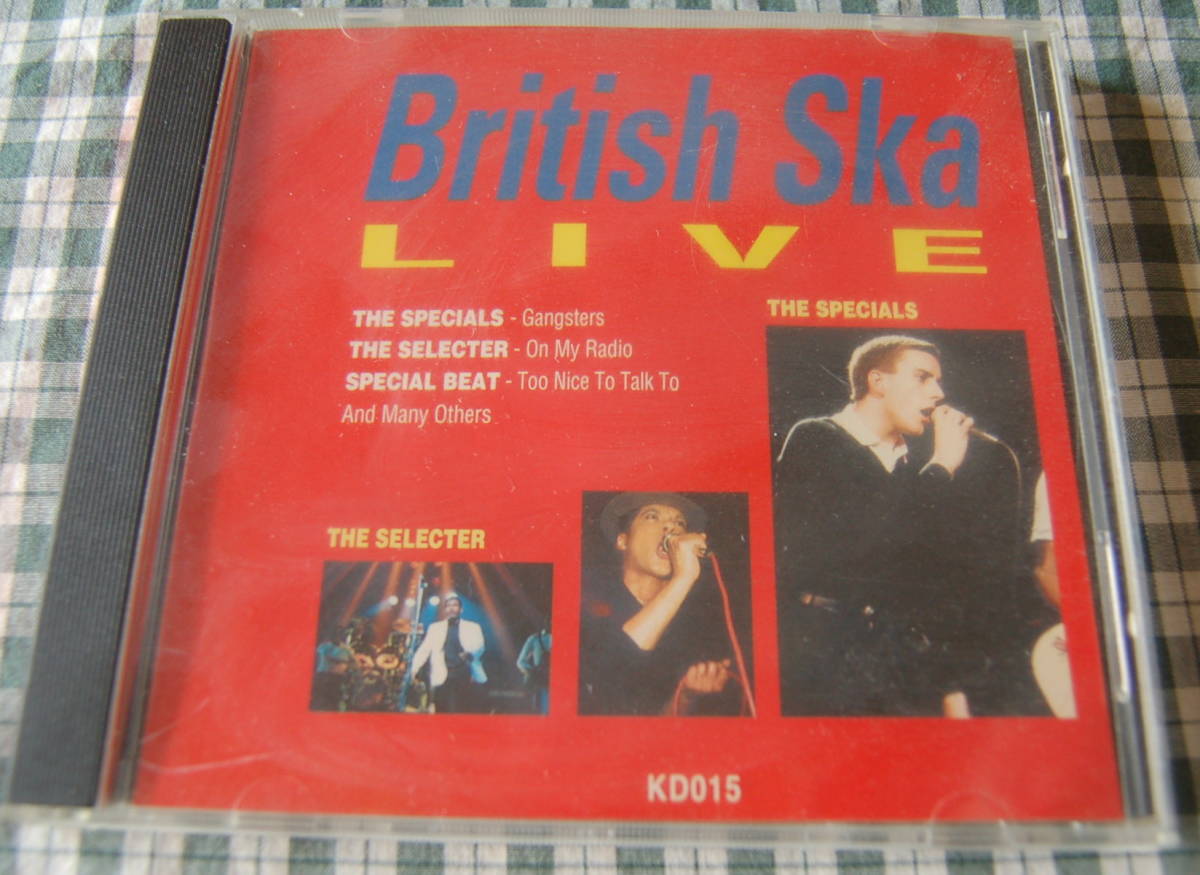 British Ska
LIVE
THE SPECIALS - Gangsters
THE SELECTER - On My Radio
SPECIAL BEAT - Too Nice To Talk To
And Many Others
THE SPECIALS
THE SELECTER
KD015